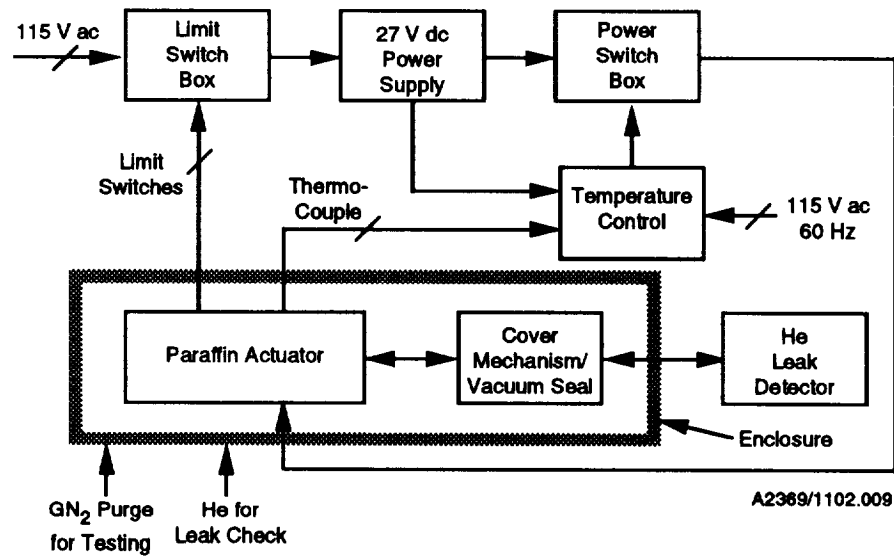 115 V ac
Limit
Switch
Box
27 V dc
Power
Supply
Power
Switch
Box
Limit
Switches
Thermo-
Couple
Temperature
Control
115 V ac
60 Hz
Paraffin Actuator
Cover
Mechanism/
Vacuum Seal
He
Leak
Detector
Enclosure
GN2 Purge
for Testing
He for
Leak Check
A2369/1102.009